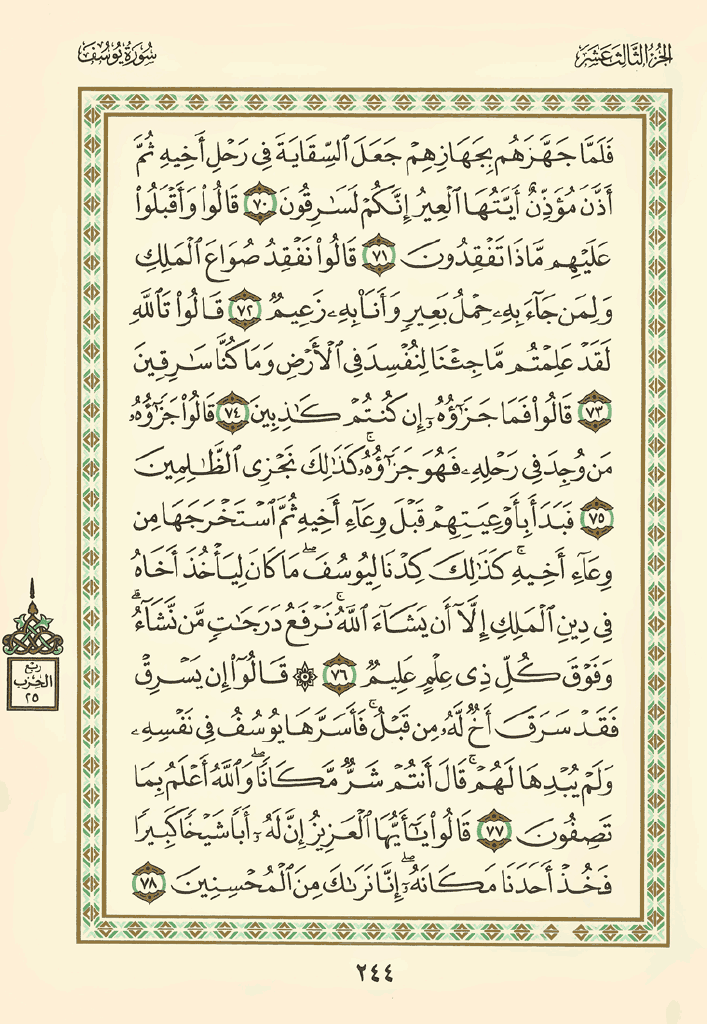 الجزء الثالث عشر
سورة يوسف
فَلَمَّا جَهَّزَهُم بِجَهَازِهِمْ جَعَلَ ٱلسِّقَايَةَ فِى رَحْلِ أَخِيهِ ثُمَّ
أَذَّنَ مُؤَذِّنٌ أَيَّتُهَا ٱلْعِيرُ إِنَّكُمْ لَسَـٰرِقُونَ ٧٠ قَالُوا۟ وَأَقْبَلُوا۟
عَلَيْهِم مَّاذَا تَفْقِدُونَ ٧١ قَالُوا۟ نَفْقِدُ صُوَاعَ ٱلْمَلِكِ
وَلِمَن جَآءَ بِهِۦ حِمْلُ بَعِيرٍ وَأَنَا۠ بِهِۦ زَعِيمٌ ٧٢ قَالُوا۟ تَٱللَّهِ
لَقَدْ عَلِمْتُم مَّا جِئْنَا لِنُفْسِدَ فِى ٱلْأَرْضِ وَمَا كُنَّا سَـٰرِقِينَ
٧٣ قَالُوا۟ فَمَا جَزَٰٓؤُهُۥٓ إِن كُنتُمْ كَـٰذِبِينَ ٧٤ قَالُوا۟ جَزَٰٓؤُهُۥ
مَن وُجِدَ فِى رَحْلِهِۦ فَهُوَ جَزَٰٓؤُهُۥ ۚ كَذَٰلِكَ نَجْزِى ٱلظَّـٰلِمِينَ
٧٥ فَبَدَأَ بِأَوْعِيَتِهِمْ قَبْلَ وِعَآءِ أَخِيهِ ثُمَّ ٱسْتَخْرَجَهَا مِن
وِعَآءِ أَخِيهِ ۚ كَذَٰلِكَ كِدْنَا لِيُوسُفَ ۖ مَا كَانَ لِيَأْخُذَ أَخَاهُ
فِى دِينِ ٱلْمَلِكِ إِلَّآ أَن يَشَآءَ ٱللَّهُ ۚ نَرْفَعُ دَرَجَـٰتٍ مَّن نَّشَآءُ ۗ
وَفَوْقَ كُلِّ ذِى عِلْمٍ عَلِيمٌ ٧٦ ۞ قَالُوٓا۟ إِن يَسْرِقْ
فَقَدْ سَرَقَ أَخٌ لَّهُۥ مِن قَبْلُ ۚ فَأَسَرَّهَا يُوسُفُ فِى نَفْسِهِۦ
وَلَمْ يُبْدِهَا لَهُمْ ۚ قَالَ أَنتُمْ شَرٌّ مَّكَانًا ۖ وَٱللَّهُ أَعْلَمُ بِمَا
تَصِفُونَ ٧٧ قَالُوا۟ يَـٰٓأَيُّهَا ٱلْعَزِيزُ إِنَّ لَهُۥٓ أَبًا شَيْخًا كَبِيرًا
فَخُذْ أَحَدَنَا مَكَانَهُۥٓ ۖ إِنَّا نَرَىٰكَ مِنَ ٱلْمُحْسِنِينَ ٧٨
ربع
الحزب
٢٥
٢٤٤